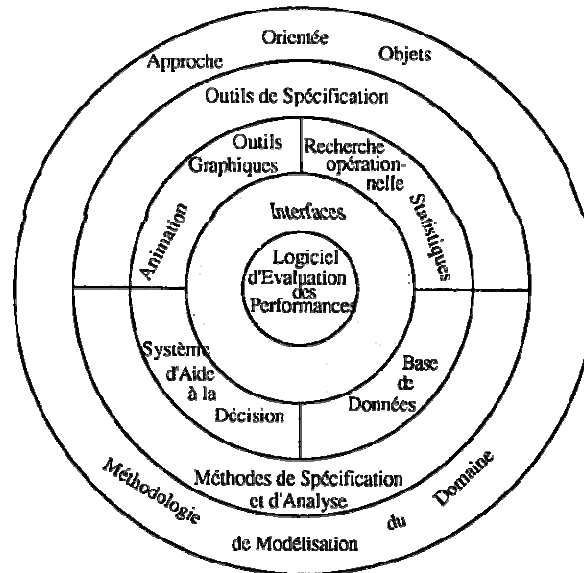 Approche Orientée Objets
Outils de Spécification
Outils
Graphiques
Animation
Recherche
opération-
nelle
Statistiques
Interfaces
Logiciel
d'Evaluation
des
Performances
Système
d'Aide
à la
Décision
Base
de
Données
Méthodes de Spécification
et d'Analyse
Méthodologie de Modélisation du Domaine